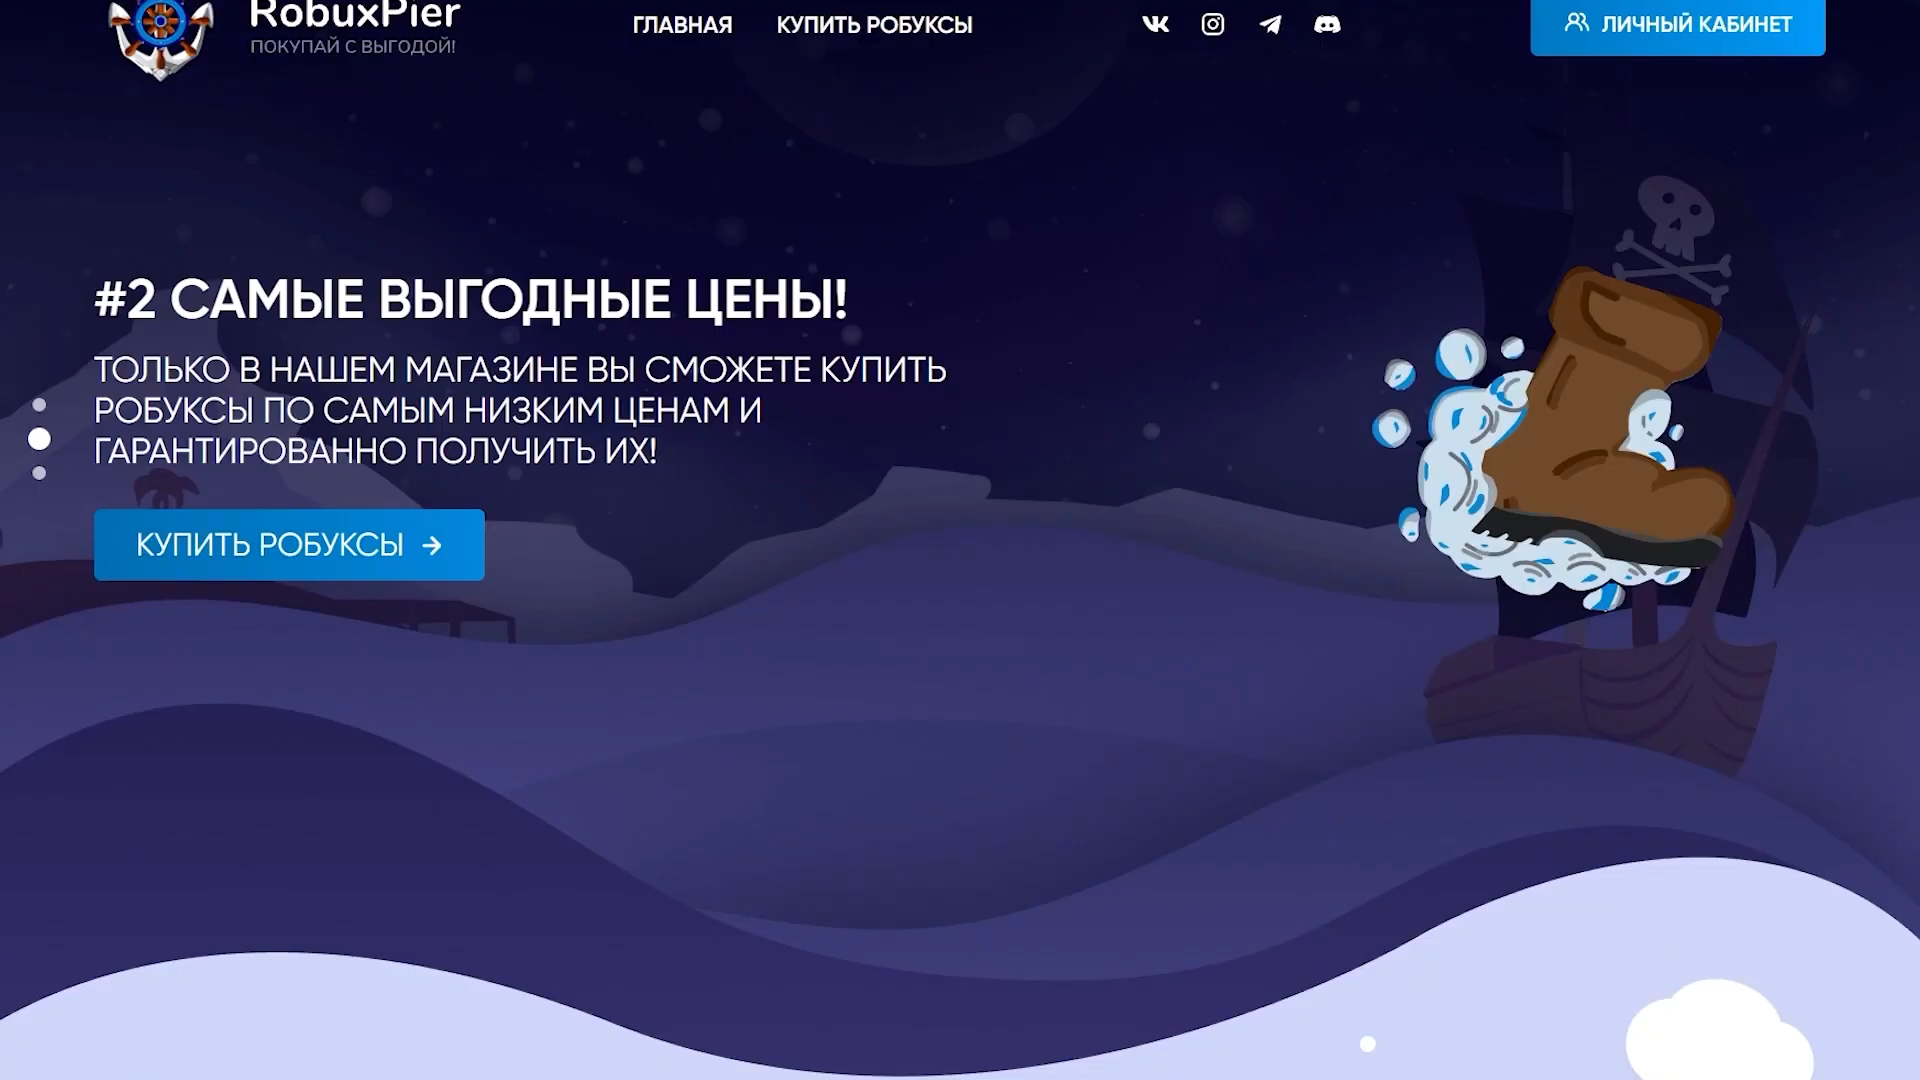 RobuxPier
ПОКУПАЙ С ВЫГОДОЙ!
ГЛАВНАЯ
КУПИТЬ РОБУКСЫ
ЛИЧНЫЙ КАБИНЕТ
#2 САМЫЕ ВЫГОДНЫЕ ЦЕНЫ!
ТОЛЬКО В НАШЕМ МАГАЗИНЕ ВЫ СМОЖЕТЕ КУПИТЬ
РОБУКСЫ ПО САМЫМ НИЗКИМ ЦЕНАМ И
ГАРАНТИРОВАННО ПОЛУЧИТЬ ИХ!
КУПИТЬ РОБУКСЫ →